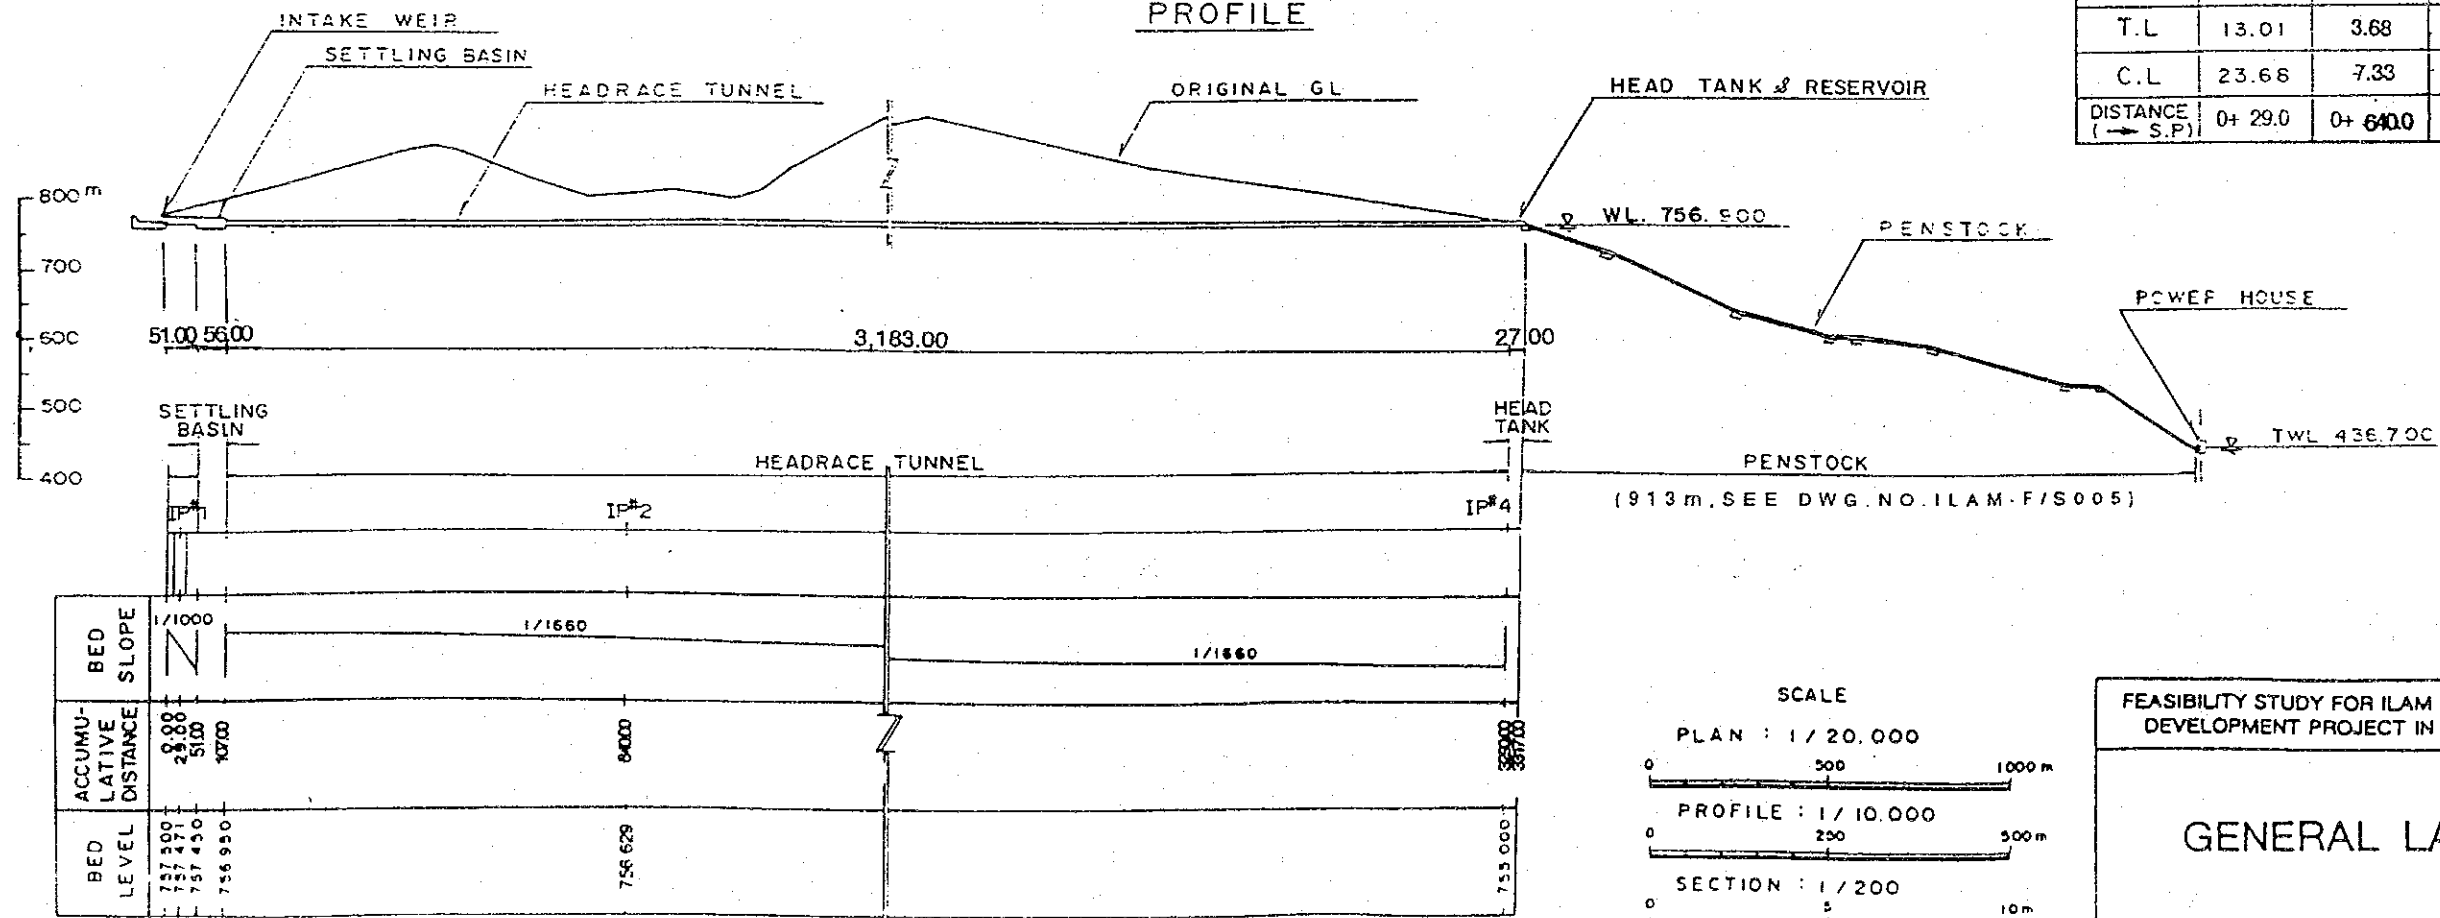 PROFILE
INTAKE WEIR
SETTLING BASIN
HEADRACE TUNNEL
ORIGINAL GL
HEAD TANK & RESERVOIR
T.L 13.01 3.68
C.L 23.68 7.33
DISTANCE
(→ S.P) 0+ 29.0 0+ 640.0
800 m
700
600
500
400
WL. 756.900
PENSTOCK
POWER HOUSE
TWL 436.700
51.00 56.00 3,183.00 27.00
SETTLING
BASIN
HEAD
TANK
HEADRACE TUNNEL
PENSTOCK
(913m, SEE DWG. NO. ILAM-F/S005)
IP#1 IP#2 IP#4
BED
SLOPE
1/1000 1/1660 1/1660
ACCUMU-
LATIVE
DISTANCE
0.00
29.00
51.00
107.00
640.00
3317.00
BED
LEVEL
757 500
757 471
757 450
756 950
756 629
755 000
SCALE
PLAN : 1 / 20,000
0 500 1000 m
PROFILE : 1 / 10,000
0 250 500 m
SECTION : 1 / 200
0 5 10 m
FEASIBILITY STUDY FOR ILAM
DEVELOPMENT PROJECT IN
GENERAL LA